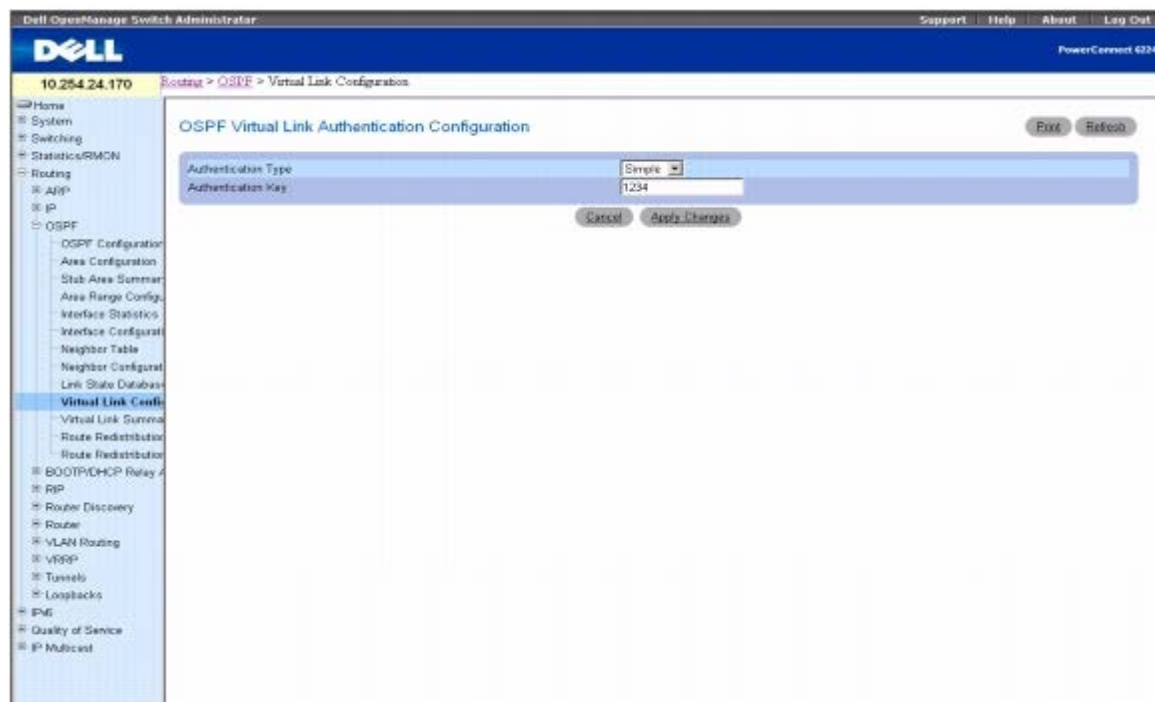 Dell OpenManage Switch Administrator
Support Help About Log Out
DELL
PowerConnect 6224
10.254.24.170
Routing > OSPF > Virtual Link Configuration
Home
System
Switching
Statistics/RMON
Routing
ARP
IP
OSPF
OSPF Configuration
Area Configuration
Stub Area Summar
Area Range Configu
Interface Statistics
Interface Configurati
Neighbor Table
Neighbor Configurat
Link State Databas
Virtual Link Confi
Virtual Link Summa
Route Redistribution
Route Redistribution
BOOTP/DHCP Relay A
RIP
Router Discovery
Router
VLAN Routing
VRRP
Tunnels
Loopbacks
IPv6
Quality of Service
IP Multicast
OSPF Virtual Link Authentication Configuration
Print Refresh
Authentication Type Simple
Authentication Key 1234
Cancel Apply Changes